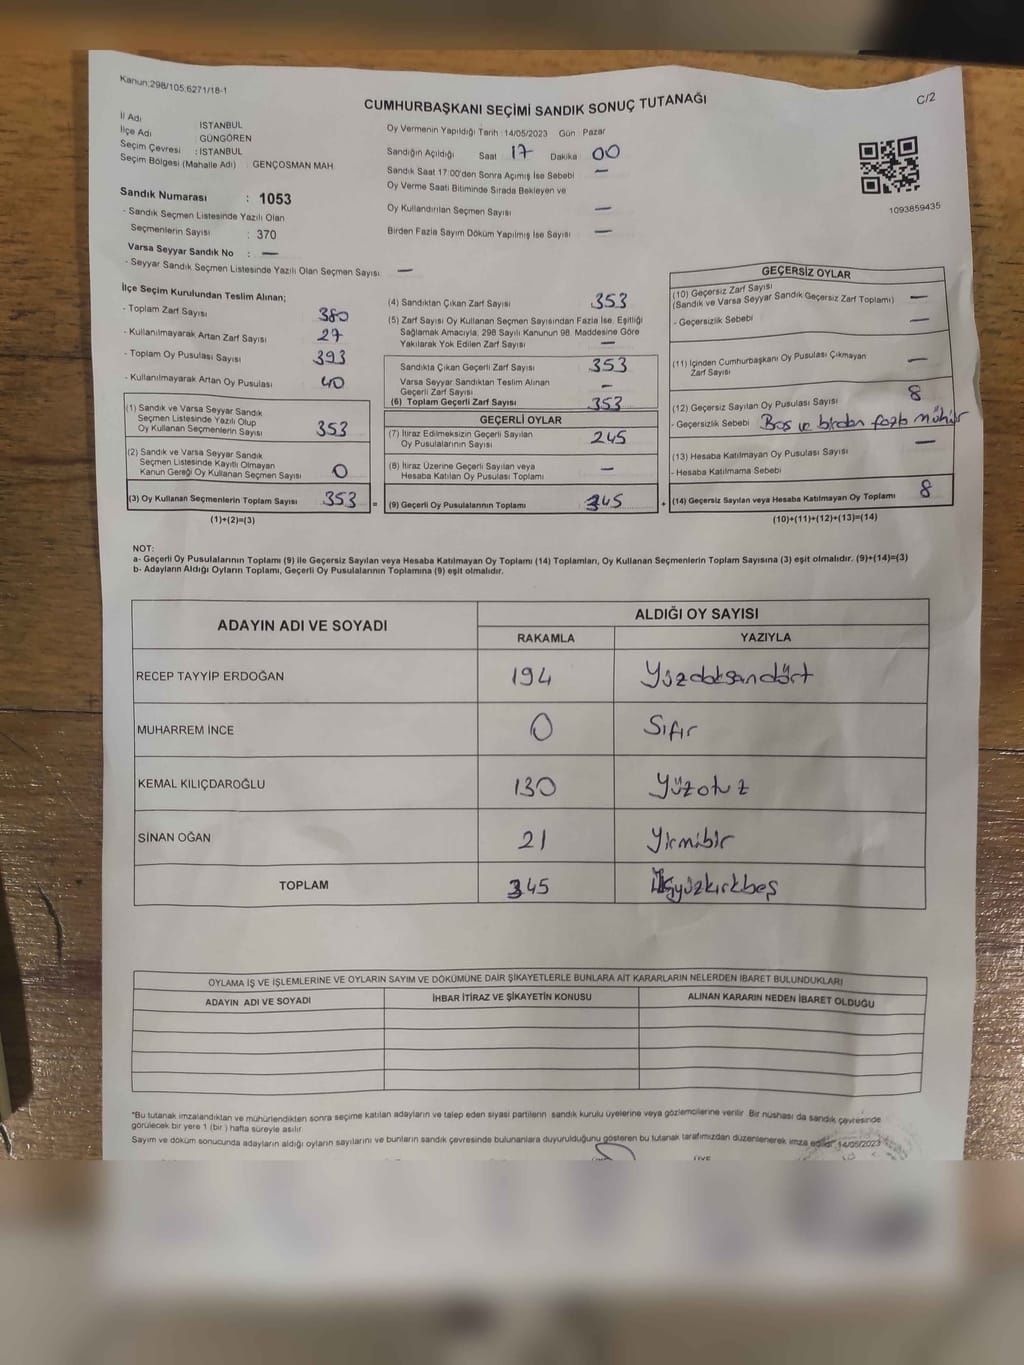 Kanun:298/105,6271/18-1
CUMHURBAŞKANI SEÇİMİ SANDIK SONUÇ TUTANAĞI
C/2
İl Adı İSTANBUL
İlçe Adı GÜNGÖREN
Seçim Çevresi : İSTANBUL
Seçim Bölgesi (Mahalle Adı) GENÇOSMAN MAH.
Sandık Numarası : 1053
- Sandık Seçmen Listesinde Yazılı Olan
Seçmenlerin Sayısı : 370
Varsa Seyyar Sandık No : —
- Seyyar Sandık Seçmen Listesinde Yazılı Olan Seçmen Sayısı —
Oy Vermenin Yapıldığı Tarih : 14/05/2023 Gün : Pazar
Sandığın Açıldığı Saat 17 Dakika : 00
Sandık Saat 17:00'den Sonra Açılmış İse Sebebi —
Oy Verme Saati Bitiminde Sırada Bekleyen ve
Oy Kullandırılan Seçmen Sayısı —
Birden Fazla Sayım Döküm Yapılmış İse Sayısı —
1093859435
İlçe Seçim Kurulundan Teslim Alınan;
- Toplam Zarf Sayısı 380
- Kullanılmayarak Artan Zarf Sayısı 27
- Toplam Oy Pusulası Sayısı 393
- Kullanılmayarak Artan Oy Pusulası 40
(1) Sandık ve Varsa Seyyar Sandık
Seçmen Listesinde Yazılı Olup
Oy Kullanan Seçmenlerin Sayısı 353
(2) Sandık ve Varsa Seyyar Sandık
Seçmen Listesinde Kayıtlı Olmayan
Kanun Gereği Oy Kullanan Seçmen Sayısı 0
(3) Oy Kullanan Seçmenlerin Toplam Sayısı 353 =
(1)+(2)=(3)
(4) Sandıktan Çıkan Zarf Sayısı 353
(5) Zarf Sayısı Oy Kullanan Seçmen Sayısından Fazla İse, Eşitliği
Sağlamak Amacıyla, 298 Sayılı Kanunun 98. Maddesine Göre
Yakılarak Yok Edilen Zarf Sayısı —
Sandıkta Çıkan Geçerli Zarf Sayısı 353
Varsa Seyyar Sandıktan Teslim Alınan
Geçerli Zarf Sayısı —
(6) Toplam Geçerli Zarf Sayısı 353
GEÇERLİ OYLAR
(7) İtiraz Edilmeksizin Geçerli Sayılan
Oy Pusulalarının Sayısı 245
(8) İtiraz Üzerine Geçerli Sayılan veya
Hesaba Katılan Oy Pusulası Toplamı —
(9) Geçerli Oy Pusulalarının Toplamı 345 +
GEÇERSİZ OYLAR
(10) Geçersiz Zarf Sayısı
(Sandık ve Varsa Seyyar Sandık Geçersiz Zarf Toplamı) —
- Geçersizlik Sebebi —
(11) İçinden Cumhurbaşkanı Oy Pusulası Çıkmayan
Zarf Sayısı —
(12) Geçersiz Sayılan Oy Pusulası Sayısı 8
- Geçersizlik Sebebi Boş ve birden fazla mühür
(13) Hesaba Katılmayan Oy Pusulası Sayısı —
- Hesaba Katılmama Sebebi
(14) Geçersiz Sayılan veya Hesaba Katılmayan Oy Toplamı 8
(10)+(11)+(12)+(13)=(14)
NOT:
a- Geçerli Oy Pusulalarının Toplamı (9) ile Geçersiz Sayılan veya Hesaba Katılmayan Oy Toplamı (14) Toplamları, Oy Kullanan Seçmenlerin Toplam Sayısına (3) eşit olmalıdır. (9)+(14)=(3)
b- Adayların Aldığı Oyların Toplamı, Geçerli Oy Pusulalarının Toplamına (9) eşit olmalıdır.
ADAYIN ADI VE SOYADI
ALDIĞI OY SAYISI
RAKAMLA YAZIYLA
RECEP TAYYİP ERDOĞAN 194 Yüzdoksandört
MUHARREM İNCE 0 Sıfır
KEMAL KILIÇDAROĞLU 130 Yüzotuz
SİNAN OĞAN 21 Yirmibir
TOPLAM 345 üçyüzkırkbeş
OYLAMA İŞ VE İŞLEMLERİNE VE OYLARIN SAYIM VE DÖKÜMÜNE DAİR ŞİKAYETLERLE BUNLARA AİT KARARLARIN NELERDEN İBARET BULUNDUKLARI
ADAYIN ADI VE SOYADI İHBAR İTİRAZ VE ŞİKAYETİN KONUSU ALINAN KARARIN NEDEN İBARET OLDUĞU
*Bu tutanak imzalandıktan ve mühürlendikten sonra seçime katılan adayların ve talep eden siyasi partilerin sandık kurulu üyelerine veya gözlemcilerine verilir. Bir nüshası da sandık çevresinde
görülecek bir yere 1 (bir) hafta süreyle asılır.
Sayım ve döküm sonucunda adayların aldığı oyların sayılarını ve bunların sandık çevresinde bulunanlara duyurulduğunu gösteren bu tutanak tarafımızdan düzenlenerek imza edildi. 14/05/2023
ÜYE